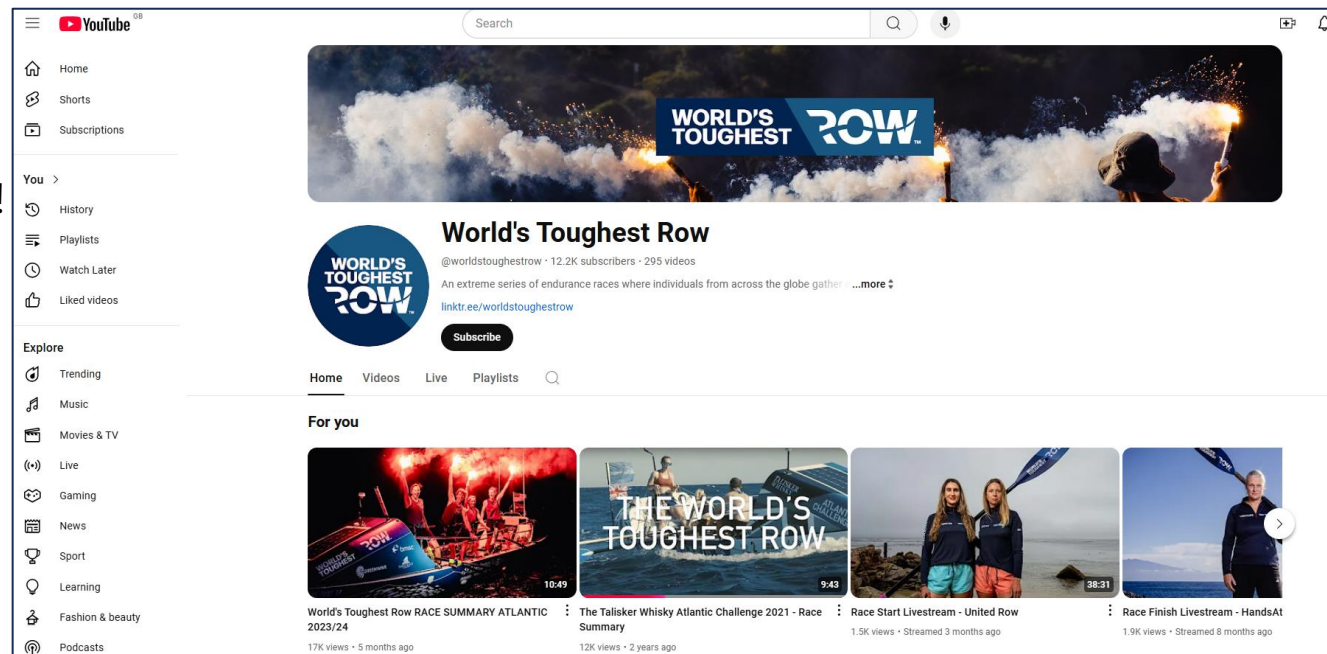 YouTube GB
Search
Home
Shorts
Subscriptions
You >
History
Playlists
Watch Later
Liked videos
Explore
Trending
Music
Movies & TV
Live
Gaming
News
Sport
Learning
Fashion & beauty
Podcasts
WORLD'S TOUGHEST ROW™
WORLD'S
TOUGHEST
ROW™
World's Toughest Row
@worldstoughestrow · 12.2K subscribers · 295 videos
An extreme series of endurance races where individuals from across the globe gather ...more
linktr.ee/worldstoughestrow
Subscribe
Home Videos Live Playlists
For you
WORLD'S
TOUGHEST
ROW
10:49
World's Toughest Row RACE SUMMARY ATLANTIC
2023/24
17K views • 5 months ago
ATLANTIC
CHALLENGE
THE WORLD'S
TOUGHEST ROW
9:43
The Talisker Whisky Atlantic Challenge 2021 - Race
Summary
12K views • 2 years ago
38:31
Race Start Livestream - United Row
1.5K views • Streamed 3 months ago
ROW
Race Finish Livestream - HandsAt
1.9K views • Streamed 8 months ago
!